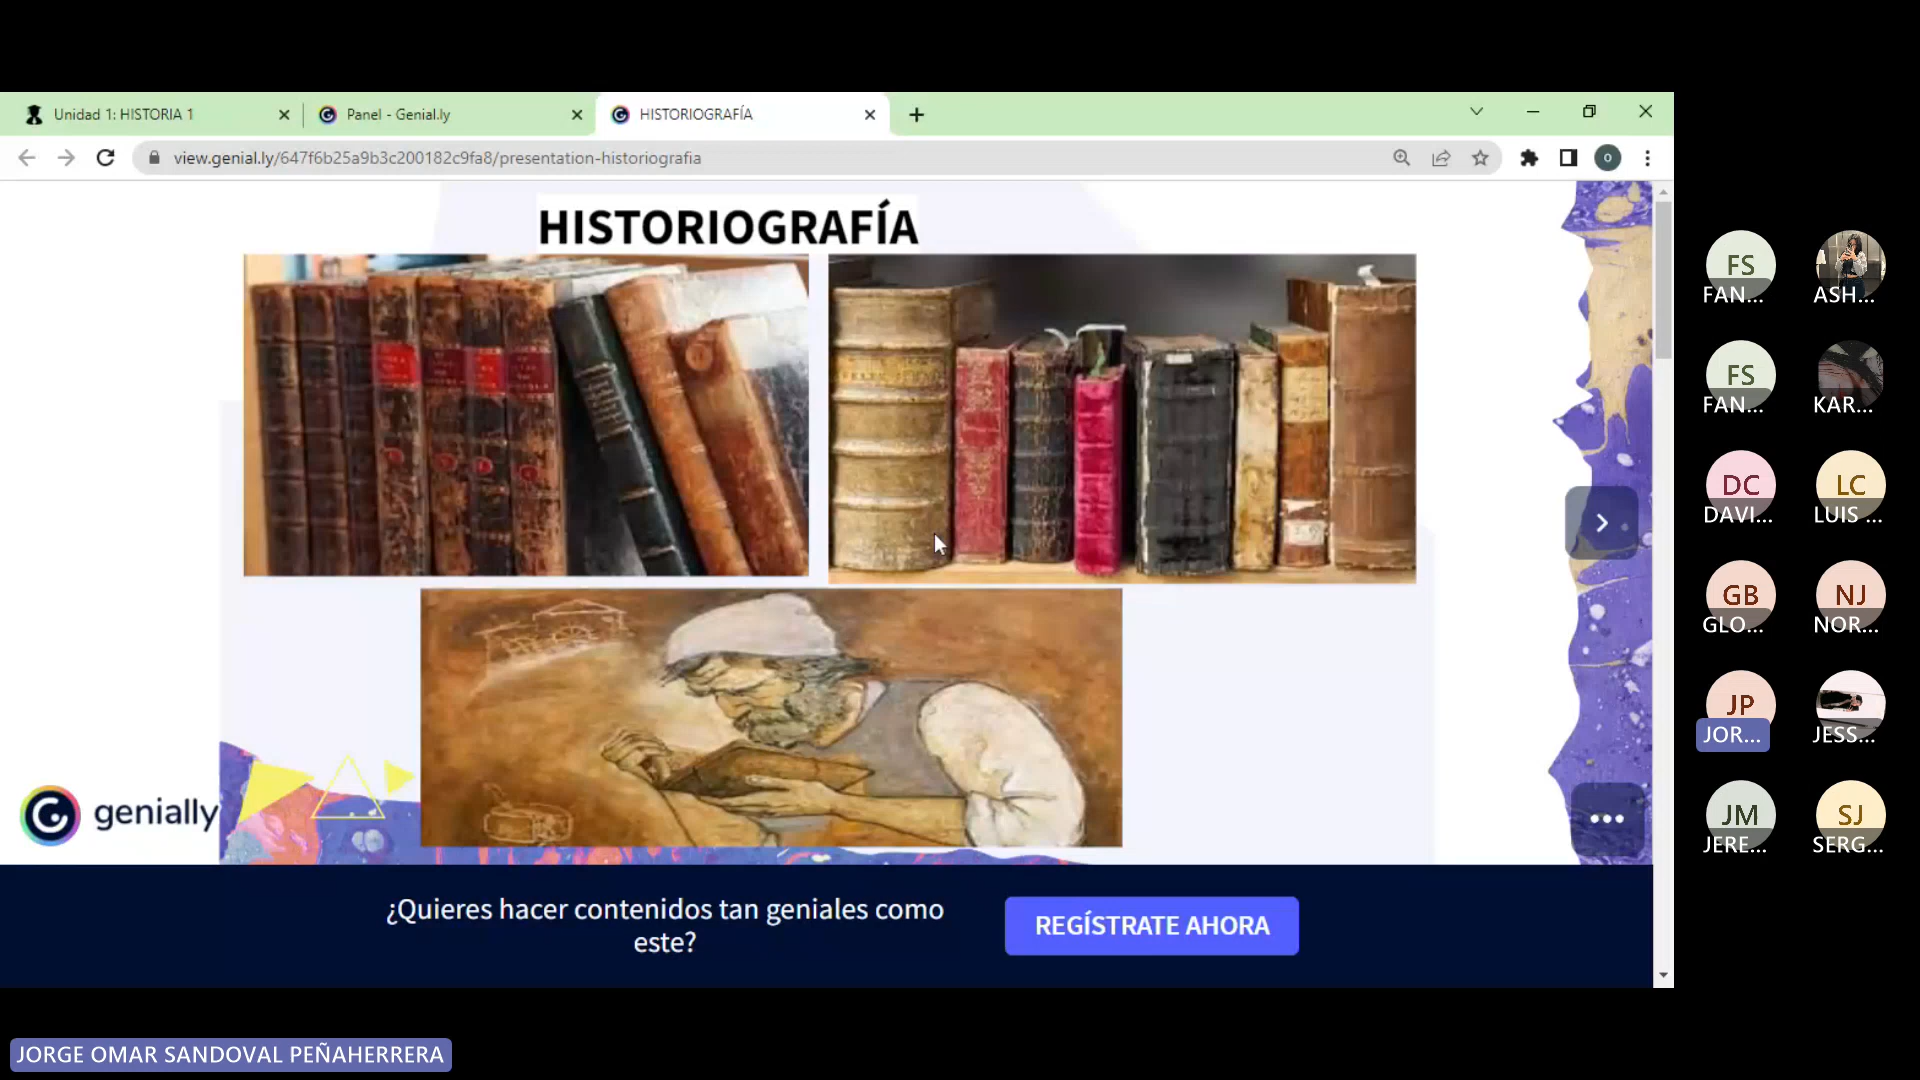 Unidad 1: HISTORIA 1
Panel - Genial.ly
HISTORIOGRAFÍA
view.genial.ly/647f6b25a9b3c200182c9fa8/presentation-historiografia
O
HISTORIOGRAFÍA
genially
¿Quieres hacer contenidos tan geniales como
este?
REGÍSTRATE AHORA
FS
FAN...
ASH...
FS
FAN...
KAR...
DC
DAVI...
LC
LUIS ...
GB
GLO...
NJ
NOR...
JP
JOR...
JESS...
JM
JERE...
SJ
SERG...
JORGE OMAR SANDOVAL PEÑAHERRERA